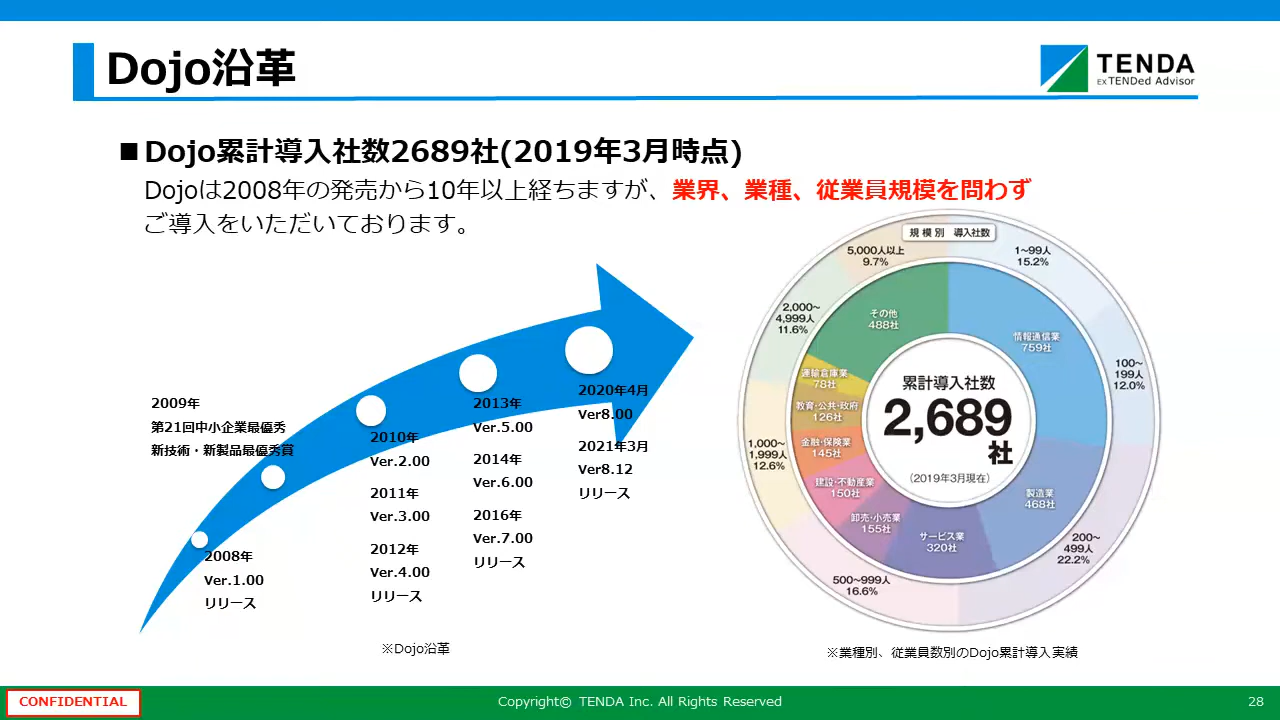 Dojo沿革
TENDA
EX TENDed Advisor
■Dojo累計導入社数2689社(2019年3月時点)
Dojoは2008年の発売から10年以上経ちますが、業界、業種、従業員規模を問わず
ご導入をいただいております。
2009年
第21回中小企業最優秀
新技術・新製品最優秀賞
2008年
Ver.1.00
リリース
2010年
Ver.2.00
2011年
Ver.3.00
2012年
Ver.4.00
リリース
2013年
Ver.5.00
2014年
Ver.6.00
2016年
Ver.7.00
リリース
2020年4月
Ver8.00
2021年3月
Ver8.12
リリース
※Dojo沿革
規模別 導入社数
1~99人
15.2%
100~
199人
12.0%
200~
499人
22.2%
500~999人
16.6%
1,000~
1,999人
12.6%
2,000~
4,999人
11.6%
5,000人以上
9.7%
情報通信業
759社
製造業
468社
サービス業
320社
卸売・小売業
155社
建設・不動産業
150社
金融・保険業
145社
教育・公共・政府
126社
運輸倉庫業
78社
その他
488社
累計導入社数
2,689
社
(2019年3月現在)
※業種別、従業員数別のDojo累計導入実績
CONFIDENTIAL
Copyright© TENDA Inc. All Rights Reserved
28